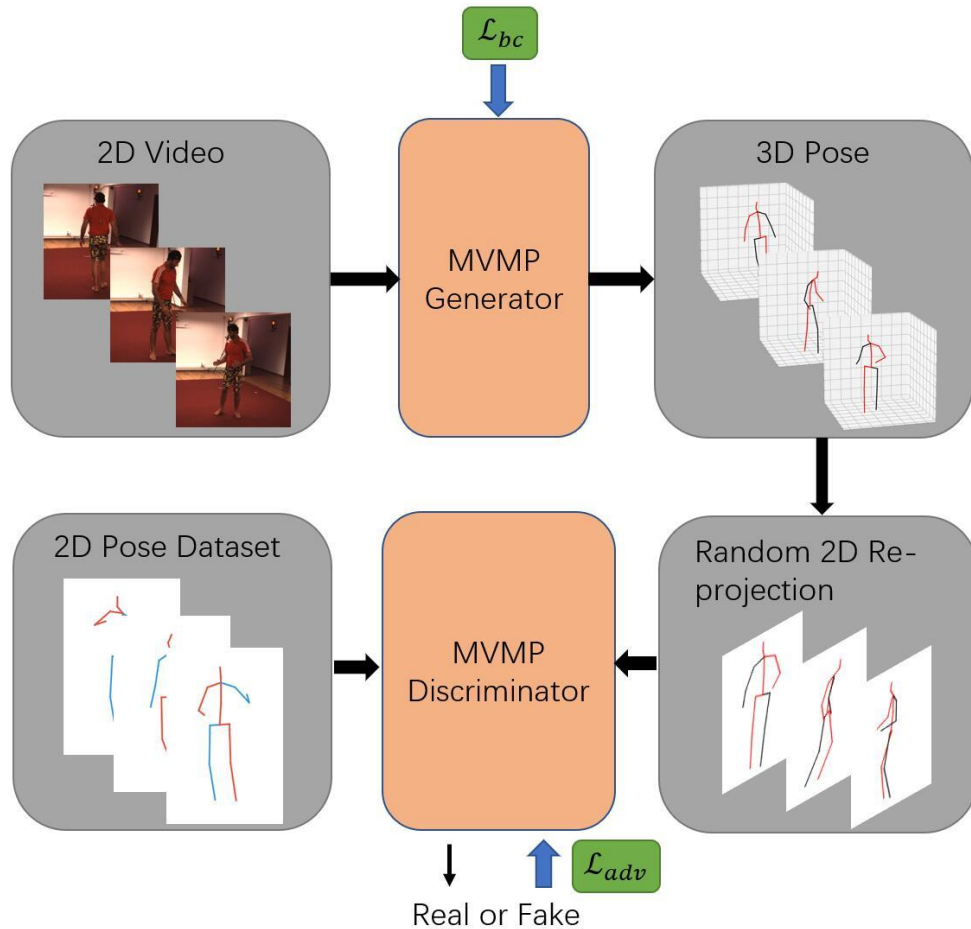 ℒbc
2D Video
MVMP
Generator
3D Pose
2D Pose Dataset
MVMP
Discriminator
Random 2D Re-
projection
ℒadv
Real or Fake